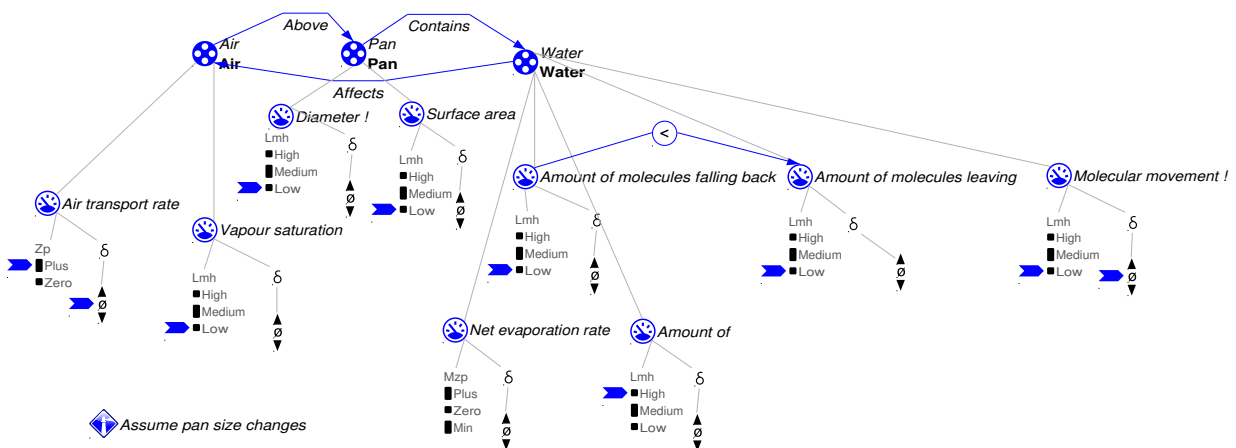 Above
Contains
Air
Air
Pan
Pan
Water
Water
Affects
Diameter !
Lmh
High
Medium
Low
δ
ø
Surface area
Lmh
High
Medium
Low
δ
ø
<
Amount of molecules falling back
Lmh
High
Medium
Low
δ
ø
Amount of molecules leaving
Lmh
High
Medium
Low
δ
ø
Molecular movement !
Lmh
High
Medium
Low
δ
ø
Air transport rate
Zp
Plus
Zero
δ
ø
Vapour saturation
Lmh
High
Medium
Low
δ
ø
Net evaporation rate
Mzp
Plus
Zero
Min
δ
ø
Amount of
Lmh
High
Medium
Low
δ
ø
Assume pan size changes